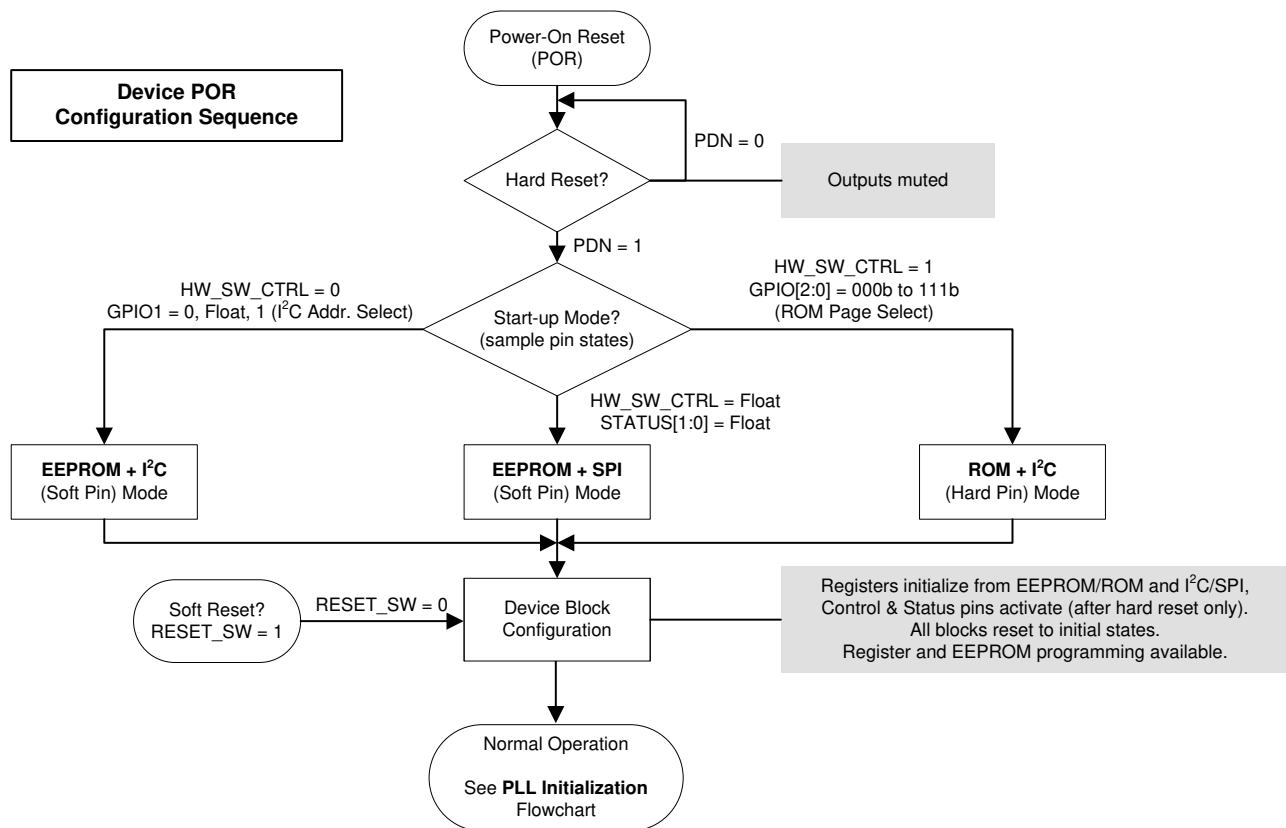 Power-On Reset
(POR)
Device POR
Configuration Sequence
PDN = 0
Hard Reset?
Outputs muted
PDN = 1
HW_SW_CTRL = 0
GPIO1 = 0, Float, 1 (I²C Addr. Select)
HW_SW_CTRL = 1
GPIO[2:0] = 000b to 111b
(ROM Page Select)
Start-up Mode?
(sample pin states)
HW_SW_CTRL = Float
STATUS[1:0] = Float
EEPROM + I²C
(Soft Pin) Mode
EEPROM + SPI
(Soft Pin) Mode
ROM + I²C
(Hard Pin) Mode
Soft Reset?
RESET_SW = 1
RESET_SW = 0
Device Block
Configuration
Registers initialize from EEPROM/ROM and I²C/SPI,
Control & Status pins activate (after hard reset only).
All blocks reset to initial states.
Register and EEPROM programming available.
Normal Operation
See PLL Initialization
Flowchart